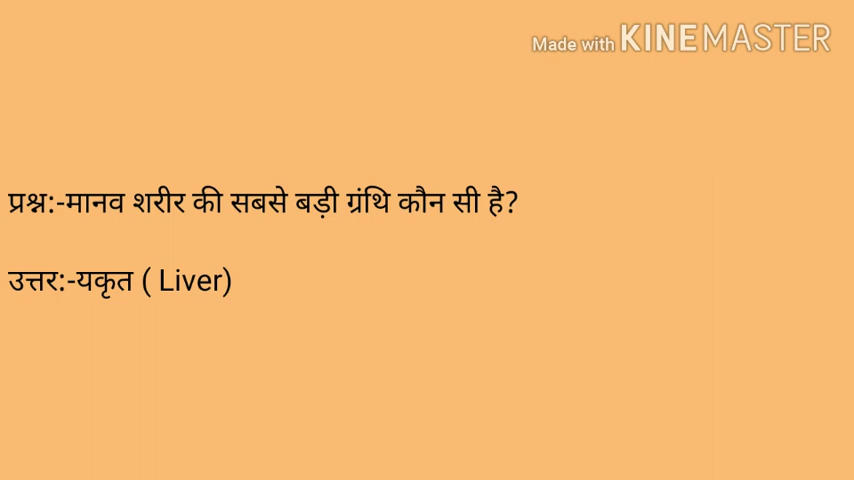 Made with KINEMASTER
प्रश्न:-मानव शरीर की सबसे बड़ी ग्रंथि कौन सी है?
उत्तर:-यकृत ( Liver)